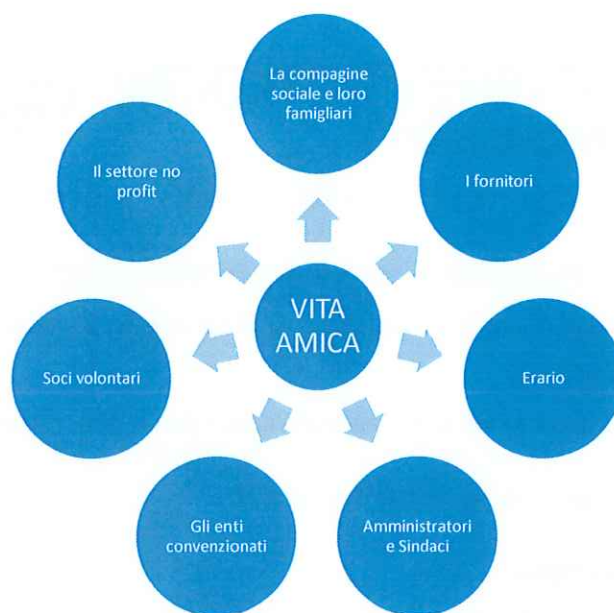 La compagine
sociale e loro
famigliari
Il settore no
profit
I fornitori
VITA
AMICA
Soci volontari
Erario
Gli enti
convenzionati
Amministratori
e Sindaci